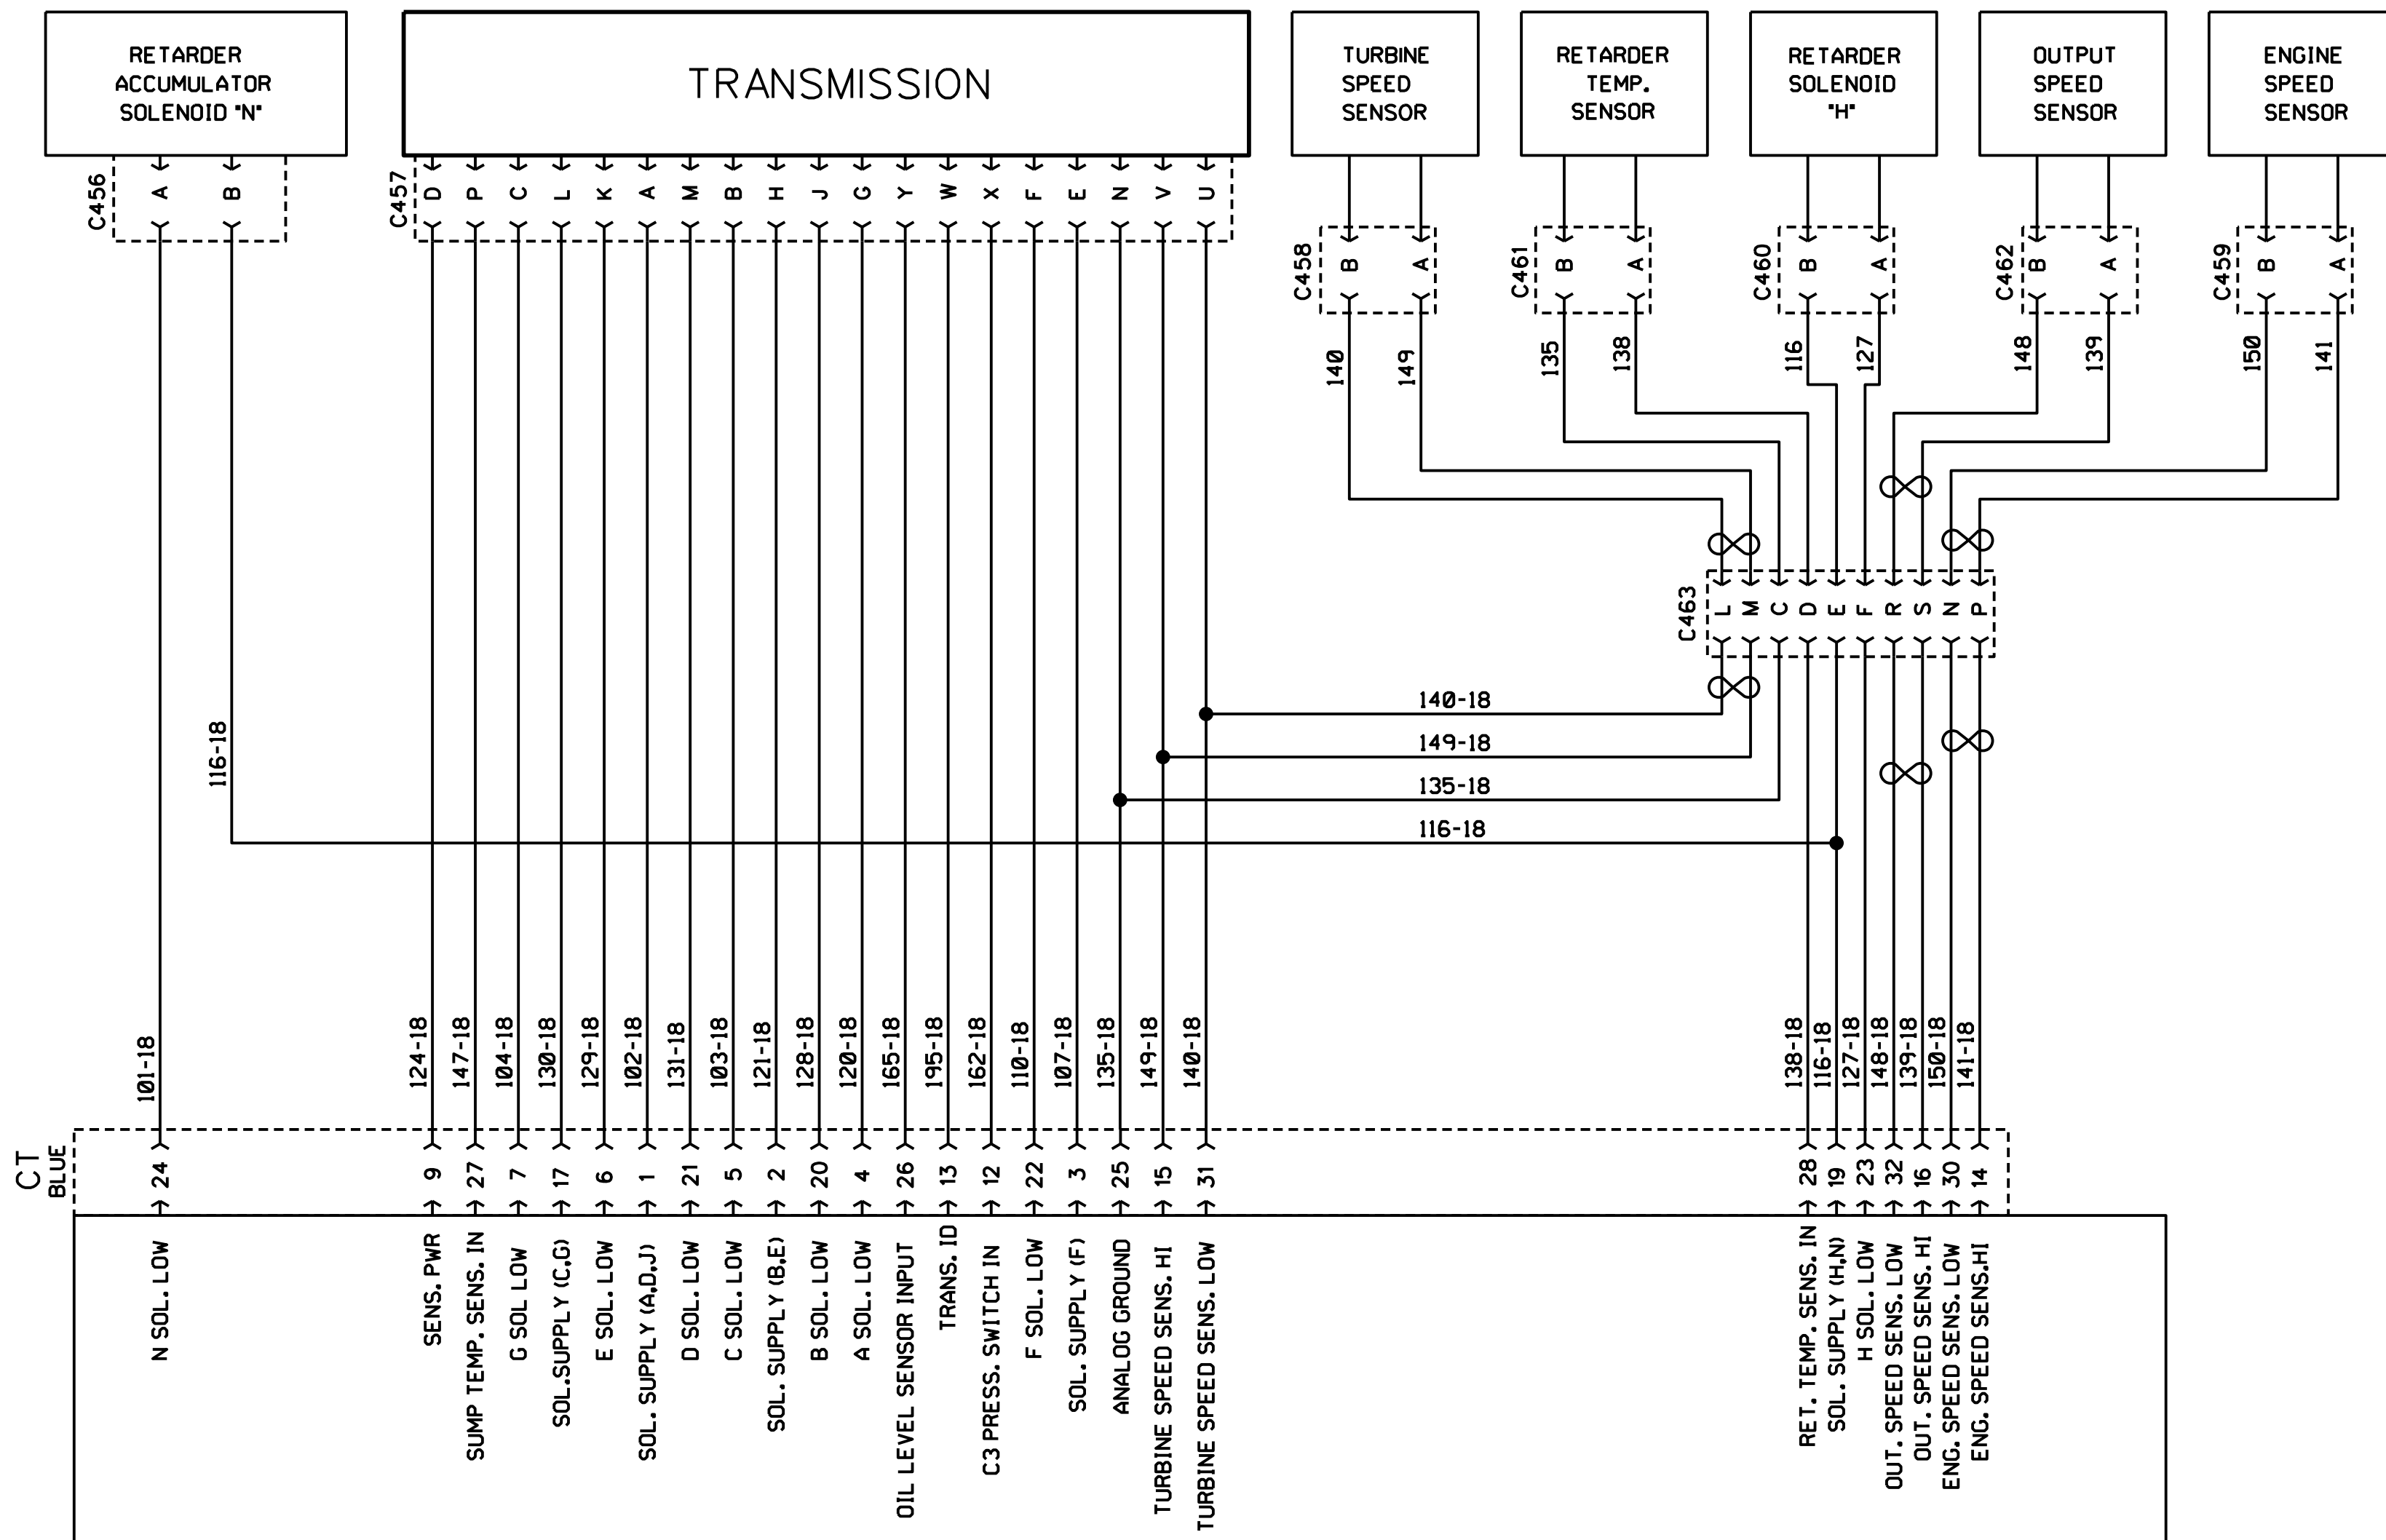 RETARDER
ACCUMULATOR
SOLENOID "N"
TRANSMISSION
TURBINE
SPEED
SENSOR
RETARDER
TEMP.
SENSOR
RETARDER
SOLENOID
"H"
OUTPUT
SPEED
SENSOR
ENGINE
SPEED
SENSOR
C456
A
B
C457
D
P
C
L
K
A
M
B
H
J
G
Y
W
X
F
E
N
V
U
C458
B
A
C461
B
A
C460
B
A
C462
B
A
C459
B
A
140
149
135
138
116
127
148
139
150
141
C463
L
M
C
D
E
F
R
S
N
P
140-18
149-18
135-18
116-18
116-18
101-18
124-18
147-18
104-18
130-18
129-18
102-18
131-18
103-18
121-18
128-18
120-18
165-18
195-18
162-18
110-18
107-18
135-18
149-18
140-18
138-18
116-18
127-18
148-18
139-18
150-18
141-18
CT
BLUE
24
9
27
7
17
6
1
21
5
2
20
4
26
13
12
22
3
25
15
31
28
19
23
32
16
30
14
N SOL. LOW
SENS. PWR
SUMP TEMP. SENS. IN
G SOL LOW
SOL.SUPPLY (C,G)
E SOL. LOW
SOL. SUPPLY (A,D,J)
D SOL. LOW
C SOL. LOW
SOL. SUPPLY (B,E)
B SOL. LOW
A SOL. LOW
OIL LEVEL SENSOR INPUT
TRANS. ID
C3 PRESS. SWITCH IN
F SOL. LOW
SOL. SUPPLY (F)
ANALOG GROUND
TURBINE SPEED SENS. HI
TURBINE SPEED SENS. LOW
RET. TEMP. SENS. IN
SOL. SUPPLY (H,N)
H SOL. LOW
OUT. SPEED SENS. LOW
OUT. SPEED SENS. HI
ENG. SPEED SENS. LOW
ENG. SPEED SENS.HI